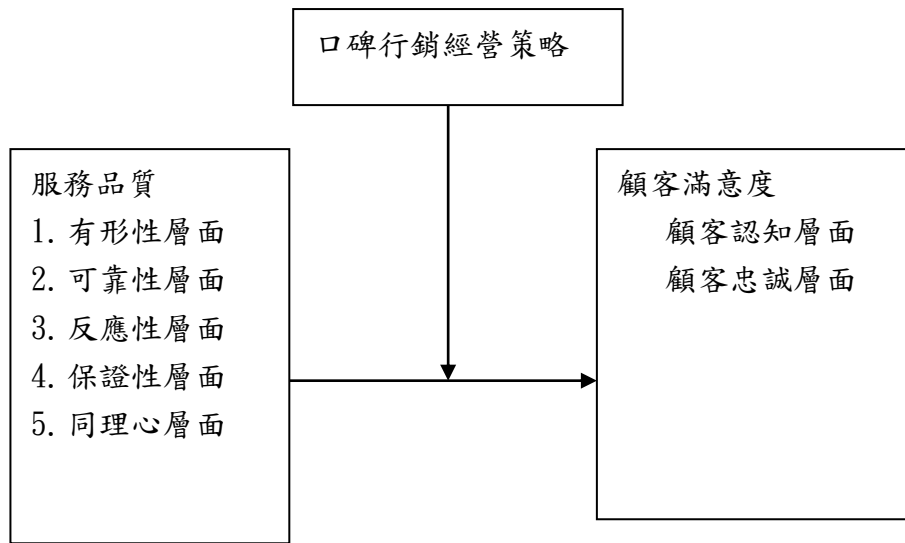 口碑行銷經營策略
服務品質
1. 有形性層面
2. 可靠性層面
3. 反應性層面
4. 保證性層面
5. 同理心層面
顧客滿意度
顧客認知層面
顧客忠誠層面